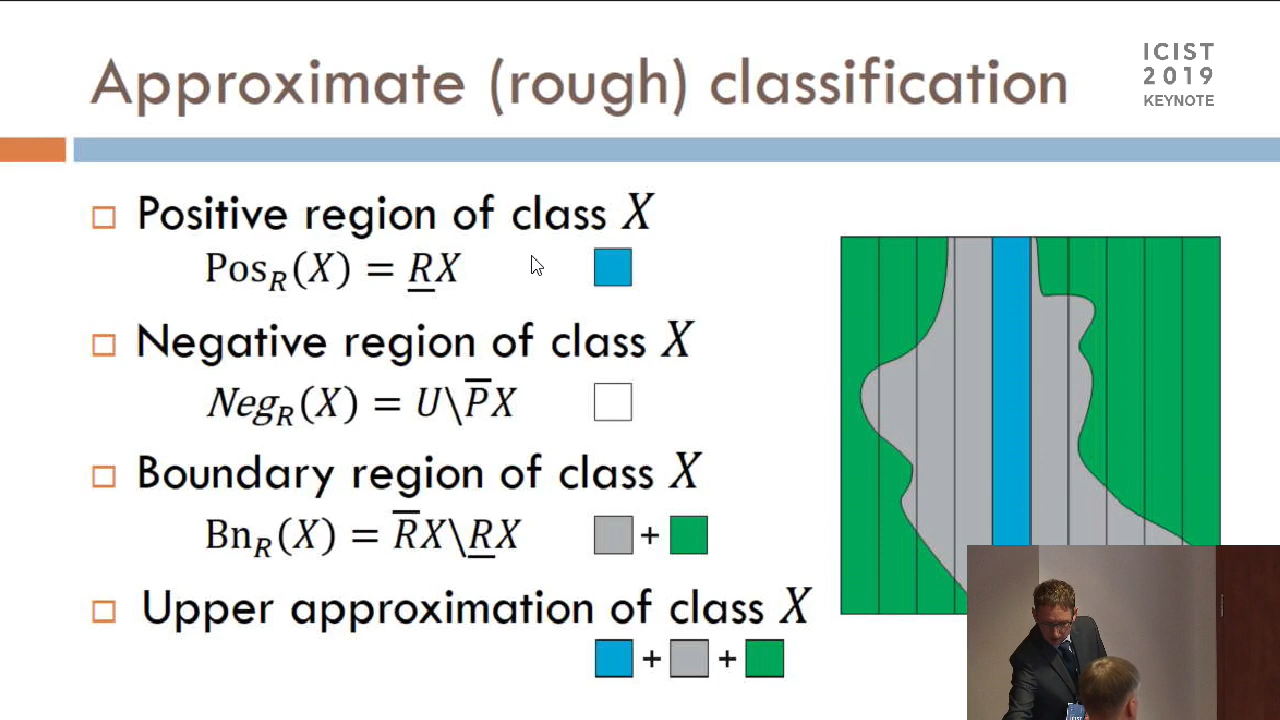 Approximate (rough) classification
ICIST
2019
KEYNOTE
Positive region of class X
Pos_R(X) = R̲X
Negative region of class X
Neg_R(X) = U\P̅X
Boundary region of class X
Bn_R(X) = R̅X\R̲X
+
Upper approximation of class X
+ +